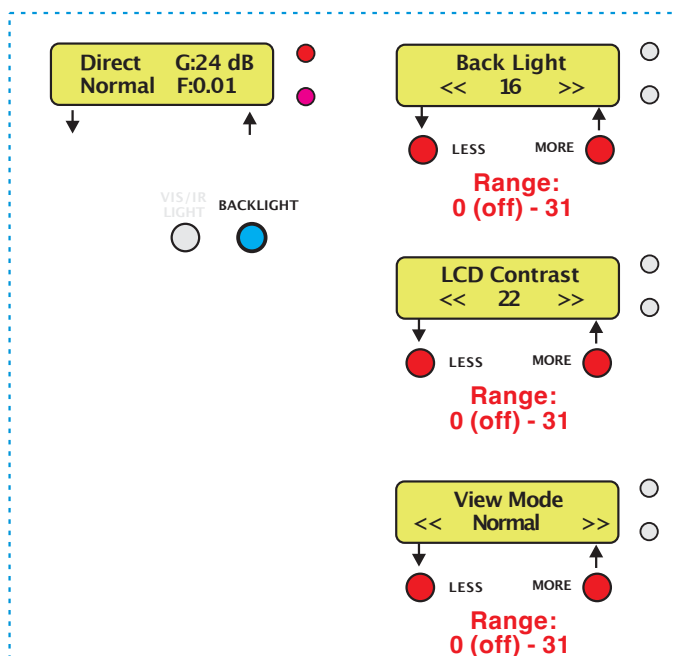 Direct G:24 dB
Normal F:0.01
VIS/IR
LIGHT
BACKLIGHT
Back Light
<< 16 >>
LESS MORE
Range:
0 (off) - 31
LCD Contrast
<< 22 >>
LESS MORE
Range:
0 (off) - 31
View Mode
<< Normal >>
LESS MORE
Range:
0 (off) - 31